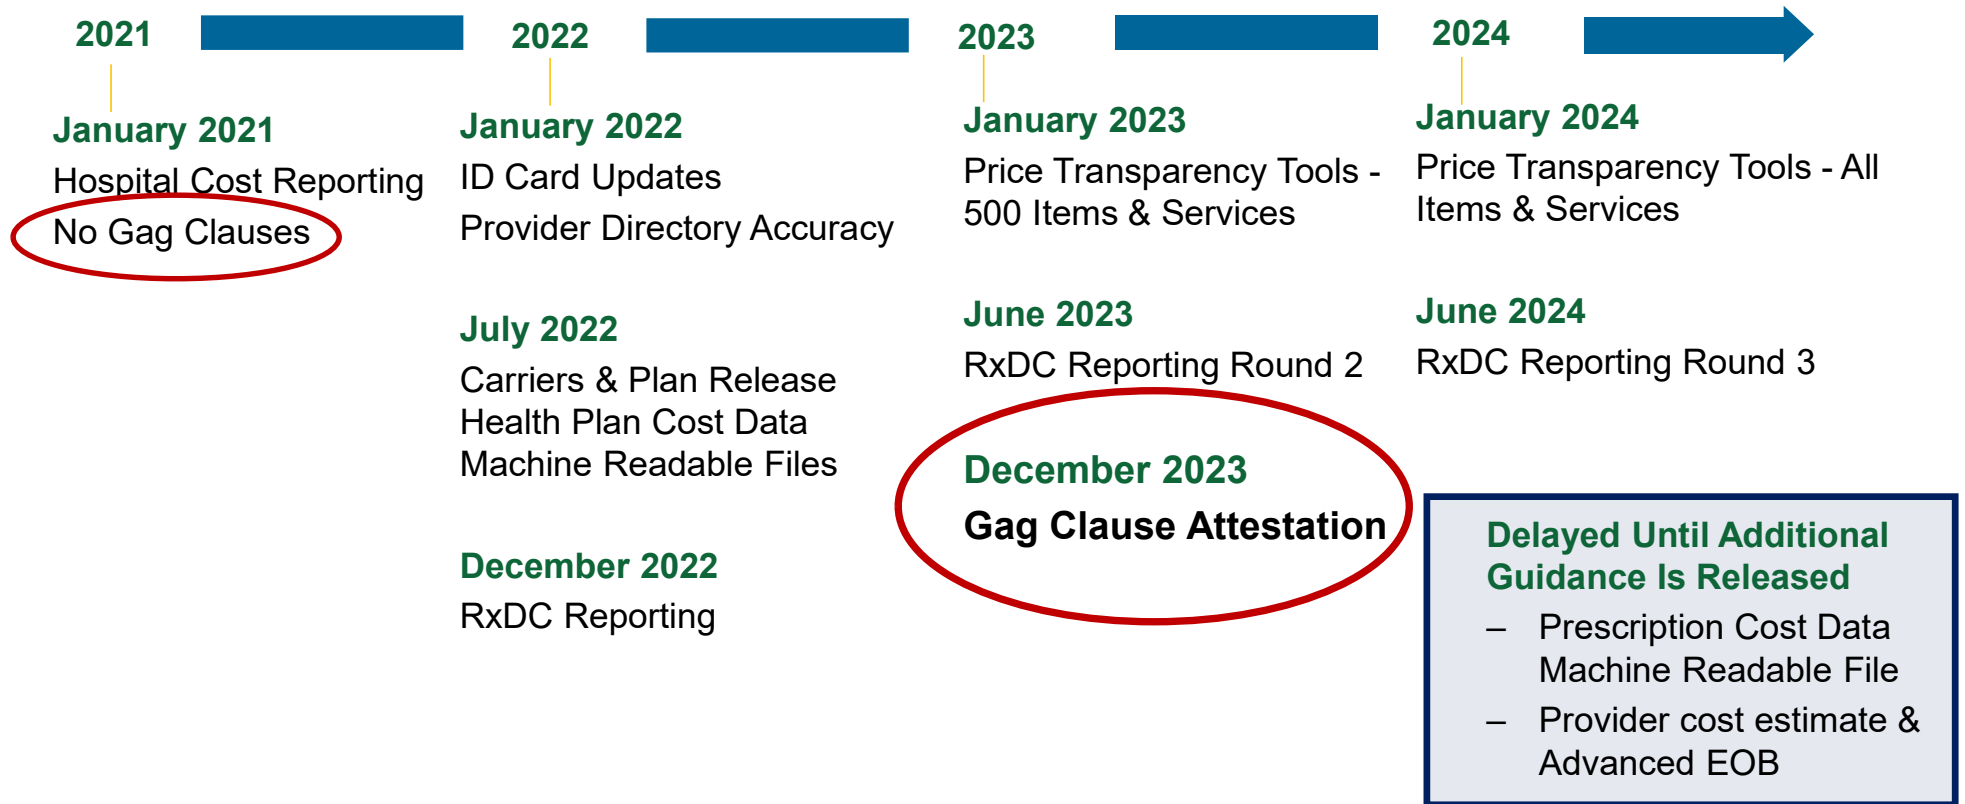 2021
2022
2023
2024
January 2021
Hospital Cost Reporting
No Gag Clauses
January 2022
ID Card Updates
Provider Directory Accuracy
July 2022
Carriers & Plan Release
Health Plan Cost Data
Machine Readable Files
December 2022
RxDC Reporting
January 2023
Price Transparency Tools -
500 Items & Services
June 2023
RxDC Reporting Round 2
December 2023
Gag Clause Attestation
January 2024
Price Transparency Tools - All
Items & Services
June 2024
RxDC Reporting Round 3
Delayed Until Additional
Guidance Is Released
– Prescription Cost Data
Machine Readable File
– Provider cost estimate &
Advanced EOB